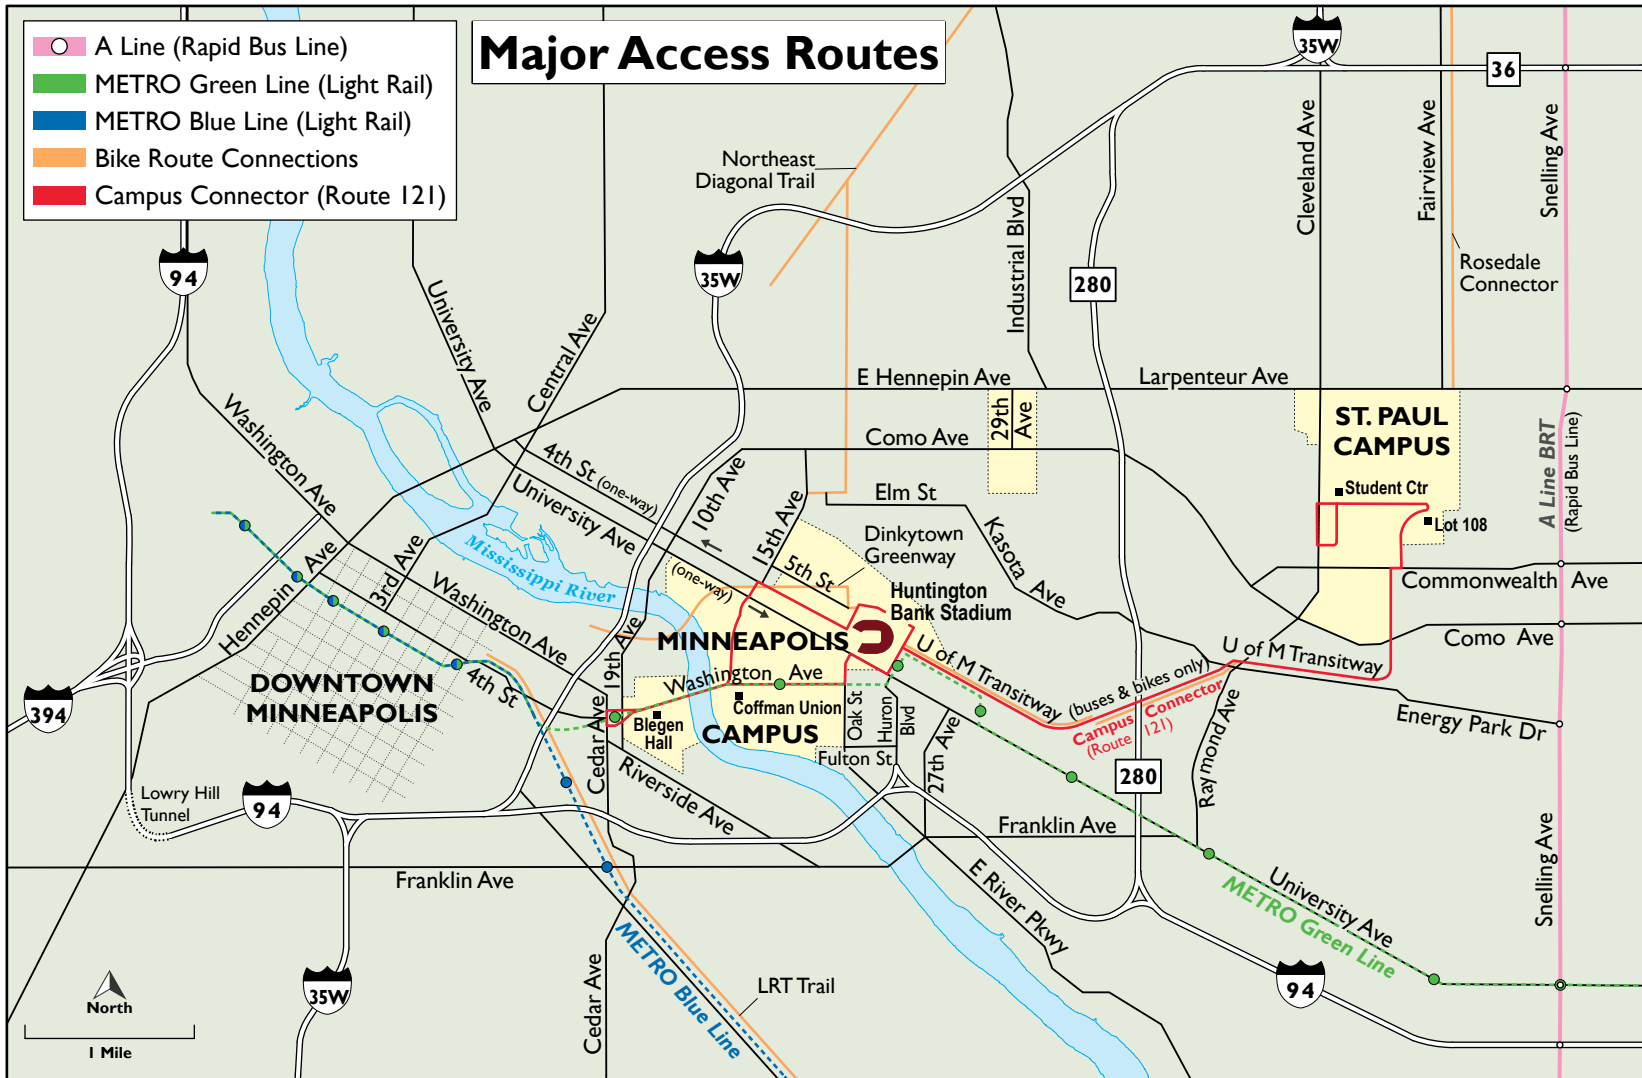 Major Access Routes
A Line (Rapid Bus Line)
METRO Green Line (Light Rail)
METRO Blue Line (Light Rail)
Bike Route Connections
Campus Connector (Route 121)
35W
36
Northeast
Diagonal Trail
Industrial Blvd
Cleveland Ave
Fairview Ave
Snelling Ave
94
35W
280
Rosedale
Connector
University Ave
Central Ave
E Hennepin Ave
Larpenteur Ave
Washington Ave
29th
Ave
ST. PAUL
CAMPUS
A Line BRT
(Rapid Bus Line)
Como Ave
4th St (one-way)
University Ave
10th Ave
15th Ave
Elm St
Student Ctr
Lot 108
Kasota Ave
Dinkytown
Greenway
Mississippi River
Hennepin Ave
3rd Ave
Washington Ave
(one-way)
5th St
Huntington
Bank Stadium
Commonwealth Ave
Como Ave
MINNEAPOLIS
19th Ave
U of M Transitway
(buses & bikes only)
U of M Transitway
Washington Ave
DOWNTOWN
MINNEAPOLIS
4th St
394
Coffman Union
CAMPUS
Blegen
Hall
Oak St
Huron
Blvd
Campus Connector
(Route 121)
Raymond Ave
Energy Park Dr
Fulton St
27th Ave
Cedar Ave
Riverside Ave
280
Lowry Hill
Tunnel
94
Franklin Ave
Franklin Ave
E River Pkwy
University Ave
METRO Green Line
Snelling Ave
METRO Blue Line
LRT Trail
Cedar Ave
35W
94
North
1 Mile